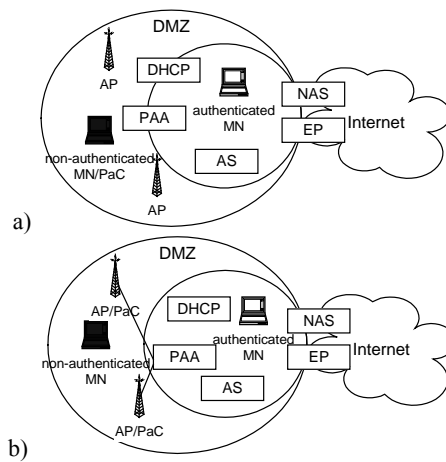 DMZ
AP
DHCP
authenticated
MN
NAS
PAA
EP
Internet
non-authenticated
MN/PaC
AS
AP
a)
DMZ
AP/PaC
DHCP
authenticated
MN
NAS
non-authenticated
MN
PAA
EP
Internet
AS
AP/PaC
b)